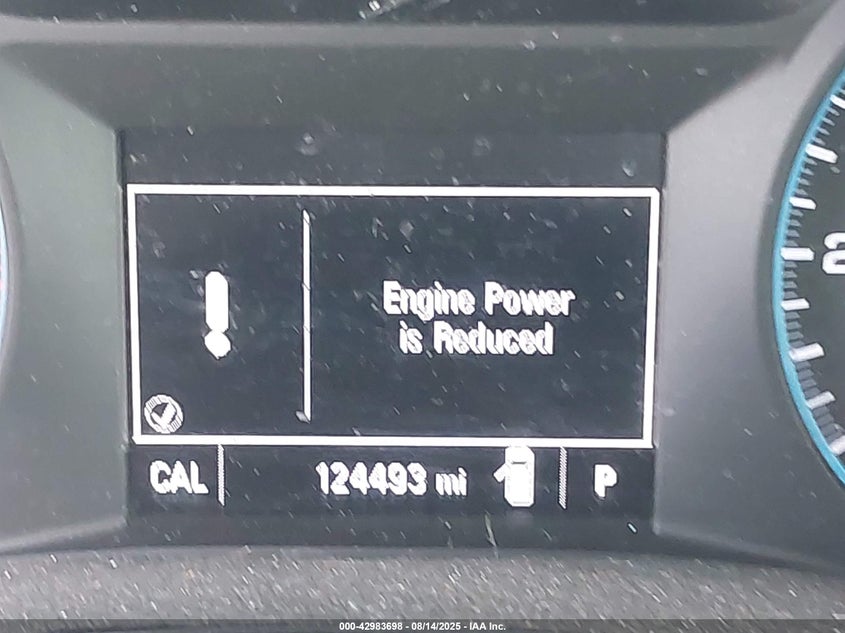 Engine Power
is Reduced
CAL 124493 mi P
000-42983698 - 08/14/2025 - IAA Inc.